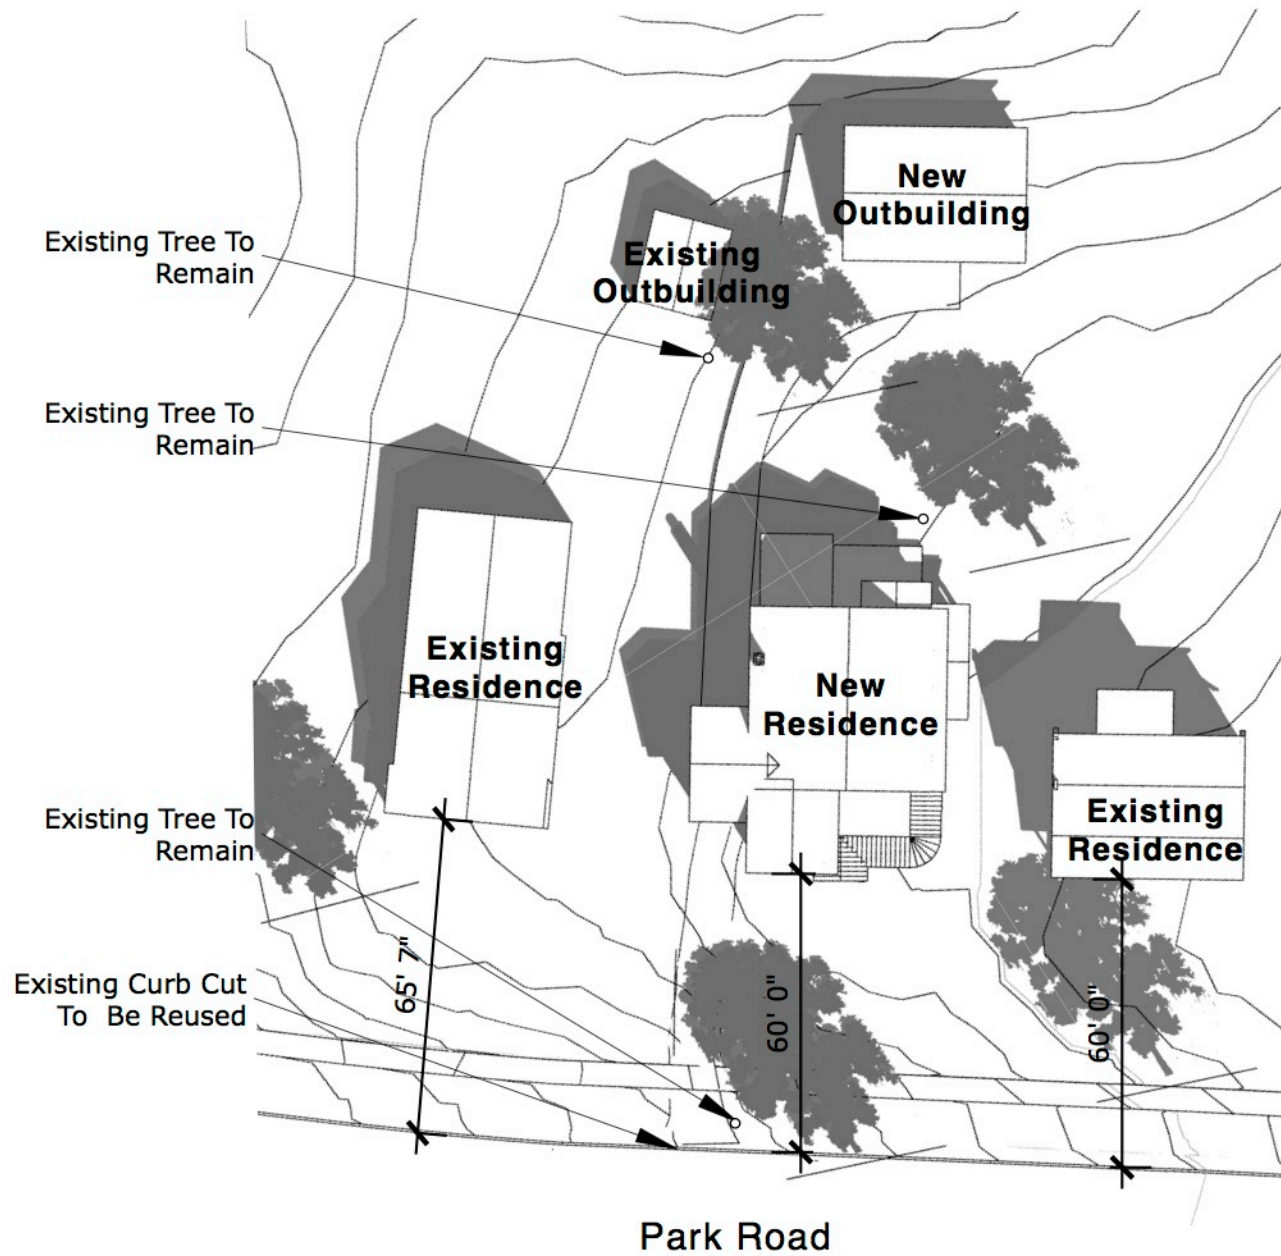 New
Outbuilding
Existing Tree To
Remain
Existing
Outbuilding
Existing Tree To
Remain
Existing
Residence
New
Residence
Existing Tree To
Remain
Existing
Residence
Existing Curb Cut
To Be Reused
65' 7"
60' 0"
60' 0"
Park Road